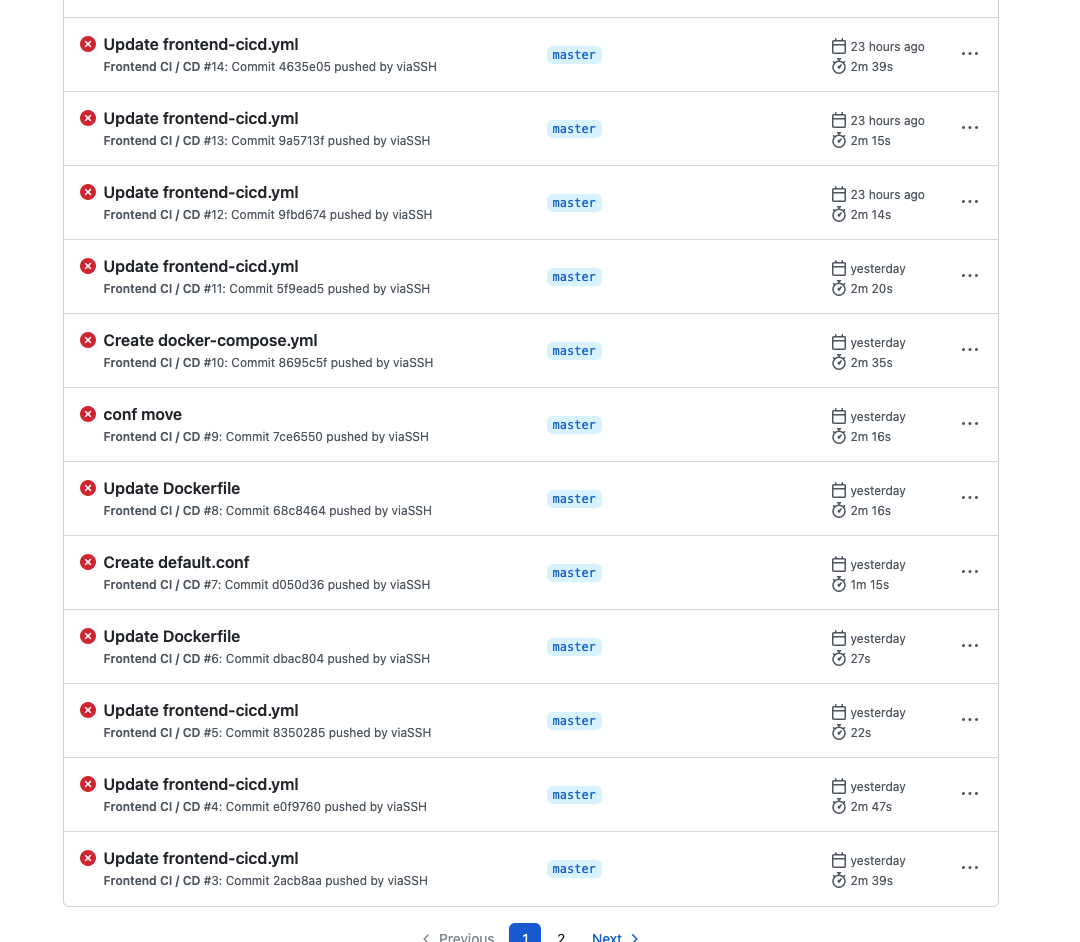 Update frontend-cicd.yml
Frontend CI / CD #14: Commit 4635e05 pushed by viaSSH
master
23 hours ago
2m 39s
Update frontend-cicd.yml
Frontend CI / CD #13: Commit 9a5713f pushed by viaSSH
master
23 hours ago
2m 15s
Update frontend-cicd.yml
Frontend CI / CD #12: Commit 9fbd674 pushed by viaSSH
master
23 hours ago
2m 14s
Update frontend-cicd.yml
Frontend CI / CD #11: Commit 5f9ead5 pushed by viaSSH
master
yesterday
2m 20s
Create docker-compose.yml
Frontend CI / CD #10: Commit 8695c5f pushed by viaSSH
master
yesterday
2m 35s
conf move
Frontend CI / CD #9: Commit 7ce6550 pushed by viaSSH
master
yesterday
2m 16s
Update Dockerfile
Frontend CI / CD #8: Commit 68c8464 pushed by viaSSH
master
yesterday
2m 16s
Create default.conf
Frontend CI / CD #7: Commit d050d36 pushed by viaSSH
master
yesterday
1m 15s
Update Dockerfile
Frontend CI / CD #6: Commit dbac804 pushed by viaSSH
master
yesterday
27s
Update frontend-cicd.yml
Frontend CI / CD #5: Commit 8350285 pushed by viaSSH
master
yesterday
22s
Update frontend-cicd.yml
Frontend CI / CD #4: Commit e0f9760 pushed by viaSSH
master
yesterday
2m 47s
Update frontend-cicd.yml
Frontend CI / CD #3: Commit 2acb8aa pushed by viaSSH
master
yesterday
2m 39s
Previous 1 2 Next